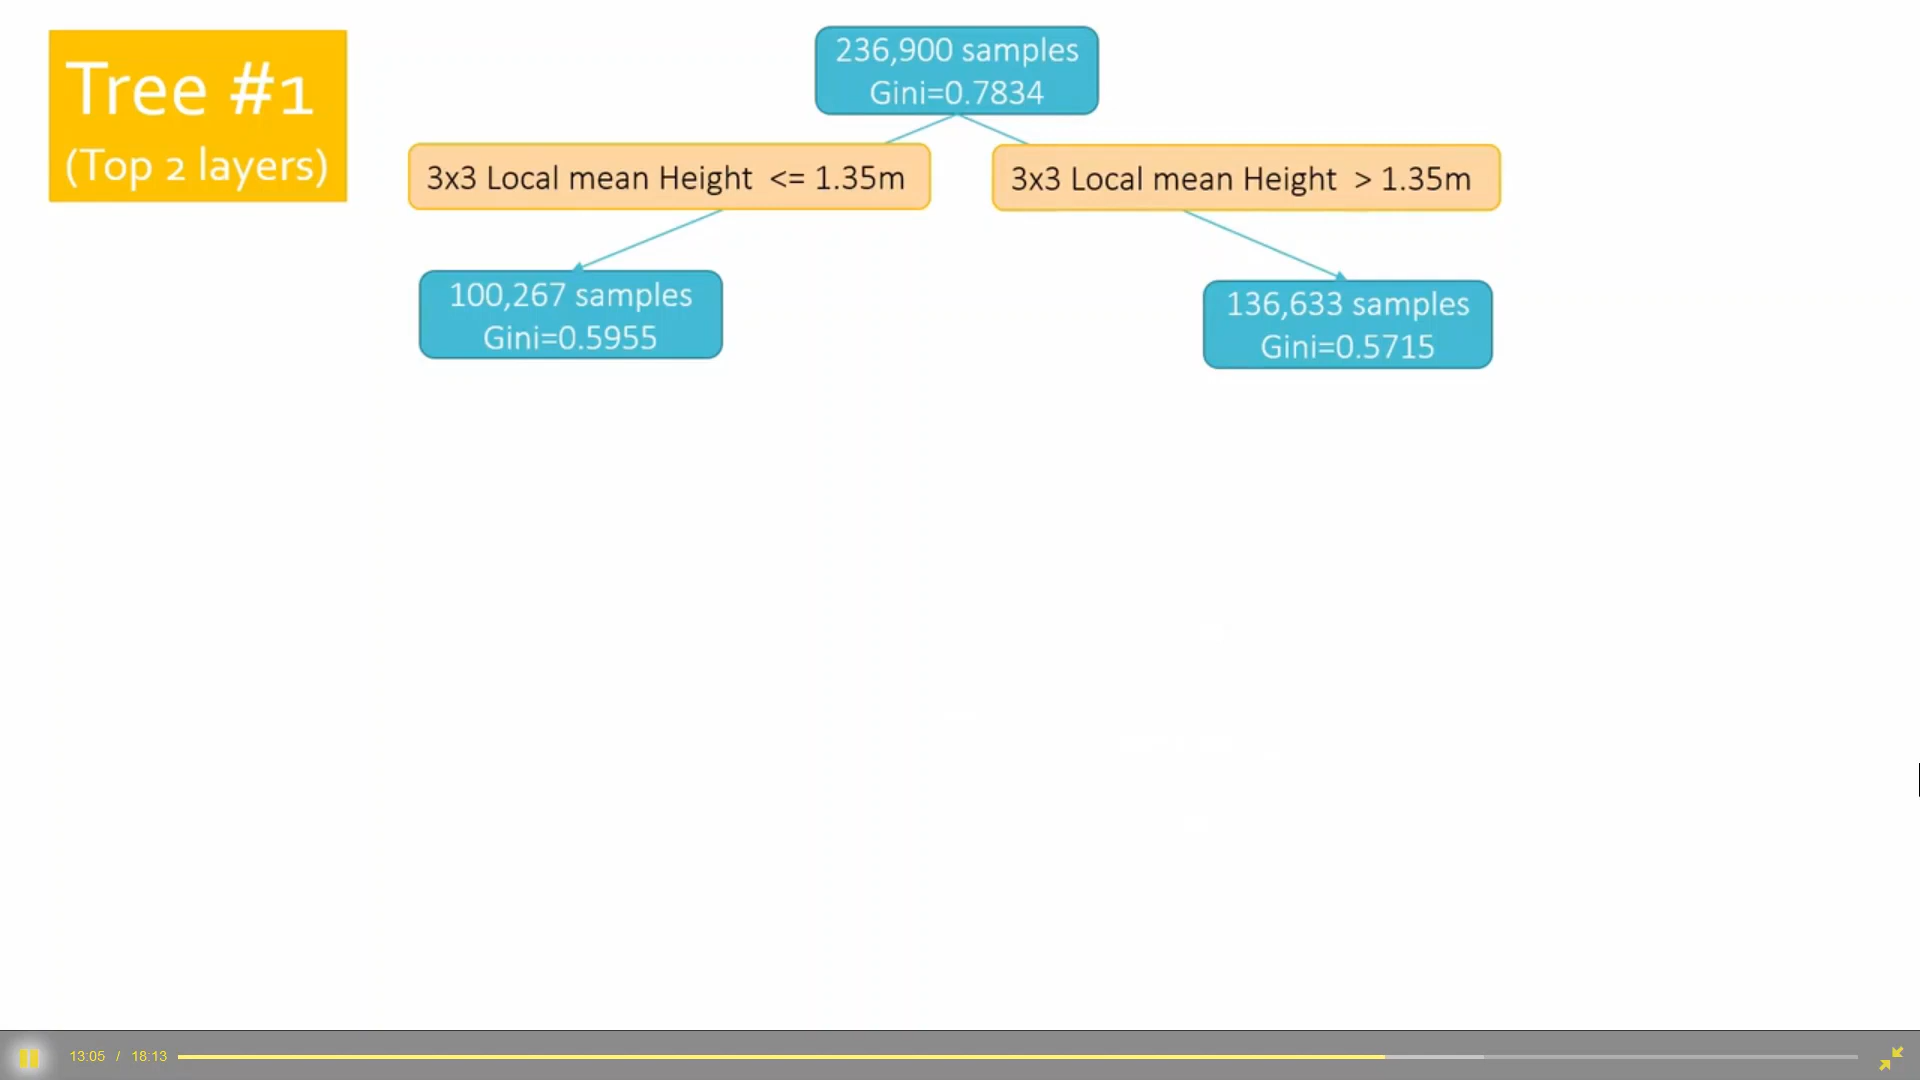 Tree #1
(Top 2 layers)
236,900 samples
Gini=0.7834
3x3 Local mean Height <= 1.35m
3x3 Local mean Height > 1.35m
100,267 samples
Gini=0.5955
136,633 samples
Gini=0.5715
13:05 / 18:13